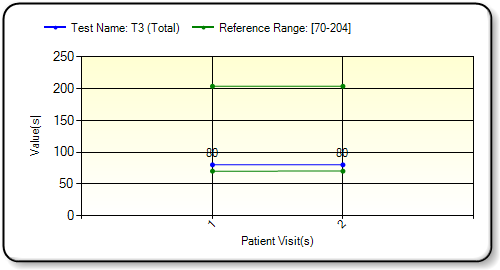 Test Name: T3 (Total) Reference Range: [70-204]
250
200
150
100
50
0
Value[s]
80 80
1 2
Patient Visit(s)